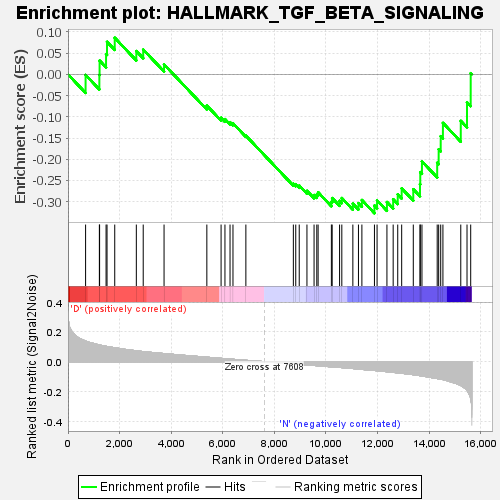 Enrichment plot: HALLMARK_TGF_BETA_SIGNALING
Enrichment score (ES)
0.10
0.05
0.00
-0.05
-0.10
-0.15
-0.20
-0.25
-0.30
Ranked list metric (Signal2Noise)
0.4
0.2
0.0
-0.2
-0.4
'D' (positively correlated)
Zero cross at 7608
'N' (negatively correlated)
0 2,000 4,000 6,000 8,000 10,000 12,000 14,000 16,000
Rank in Ordered Dataset
Enrichment profile Hits Ranking metric scores